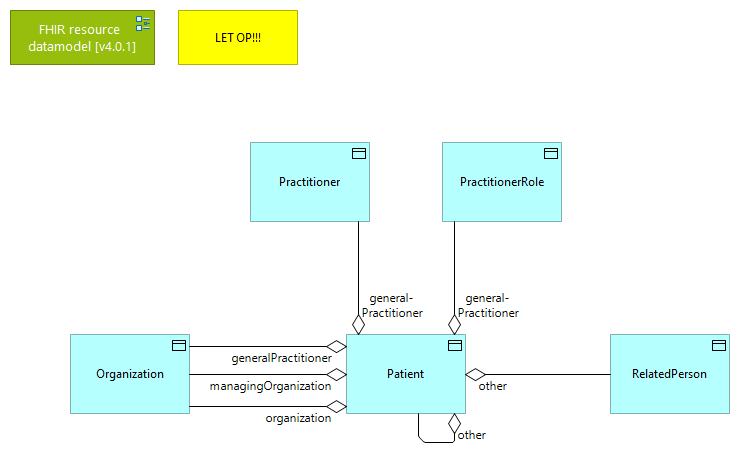 FHIR resource
datamodel [v4.0.1]
LET OP!!!
Practitioner
PractitionerRole
general-
Practitioner
general-
Practitioner
Organization
generalPractitioner
managingOrganization
organization
Patient
other
other
RelatedPerson